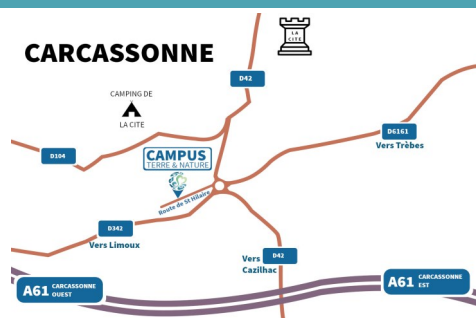 LA
CITE
CARCASSONNE
D42
CAMPING DE
LA CITE
D6161
Vers Trèbes
D104
CAMPUS
TERRE & NATURE
Route de St Hilaire
D342
Vers Limoux
Vers
Cazilhac
D42
A61 CARCASSONNE
OUEST
A61 CARCASSONNE
EST